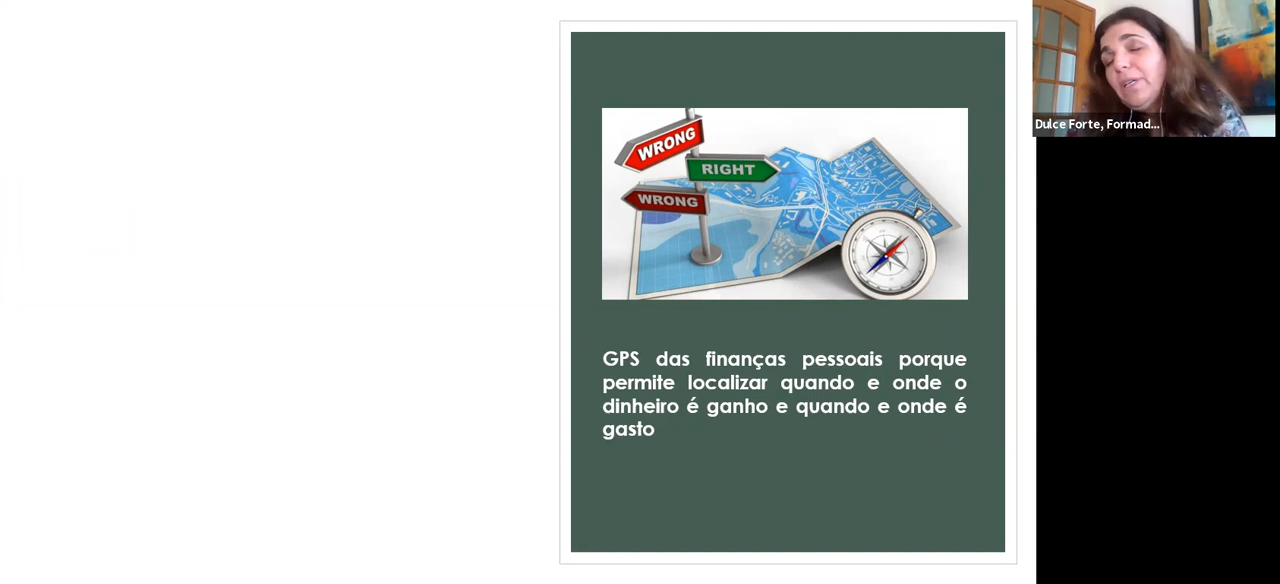 WRONG
RIGHT
WRONG
GPS das finanças pessoais porque
permite localizar quando e onde o
dinheiro é ganho e quando e onde é
gasto
Dulce Forte, Formad...